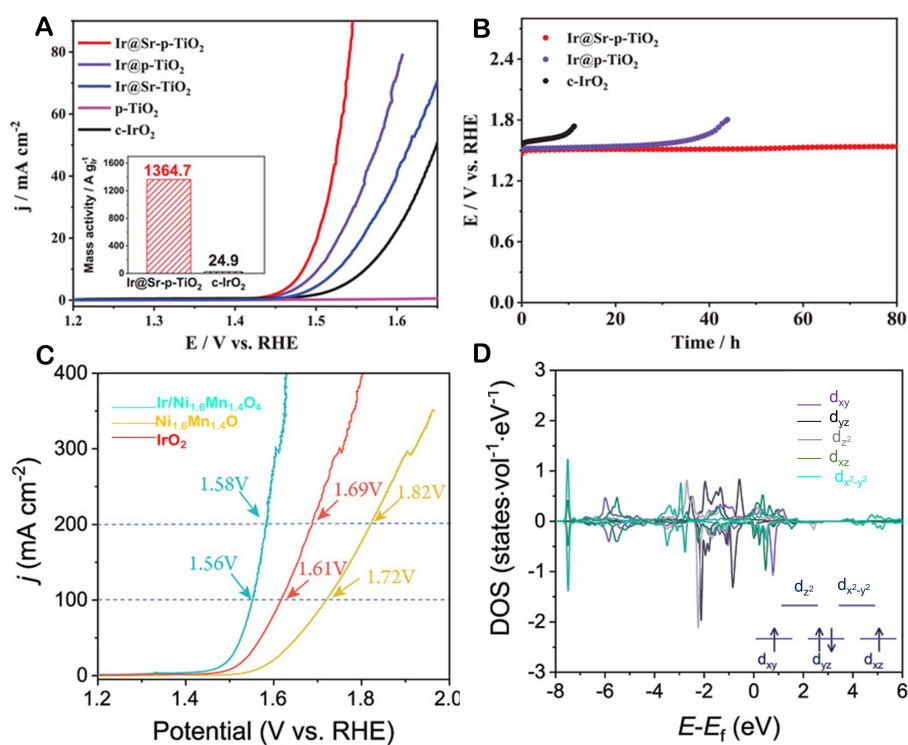 A
Ir@Sr-p-TiO₂
Ir@p-TiO₂
Ir@Sr-TiO₂
p-TiO₂
c-IrO₂
j / mA cm⁻²
80
60
40
20
0
1.2 1.3 1.4 1.5 1.6
E / V vs. RHE
Mass activity / A g⁻¹Ir
1600
1200
800
400
0
1364.7
24.9
Ir@Sr-p-TiO₂ c-IrO₂
B
Ir@Sr-p-TiO₂
Ir@p-TiO₂
c-IrO₂
E / V vs. RHE
2.4
1.8
1.2
0.6
0.0
0 20 40 60 80
Time / h
C
Ir/Ni₁.₆Mn₁.₄O₄
Ni₁.₆Mn₁.₄O
IrO₂
j (mA cm⁻²)
400
300
200
100
0
1.58V
1.69V
1.82V
1.56V
1.61V
1.72V
1.2 1.4 1.6 1.8 2.0
Potential (V vs. RHE)
D
DOS (states·vol⁻¹·eV⁻¹)
3
2
1
0
-1
-2
-3
dxy
dyz
dz²
dxz
dx²-y²
dz² dx²-y²
dxy dyz dxz
-8 -6 -4 -2 0 2 4 6
E-Ef (eV)